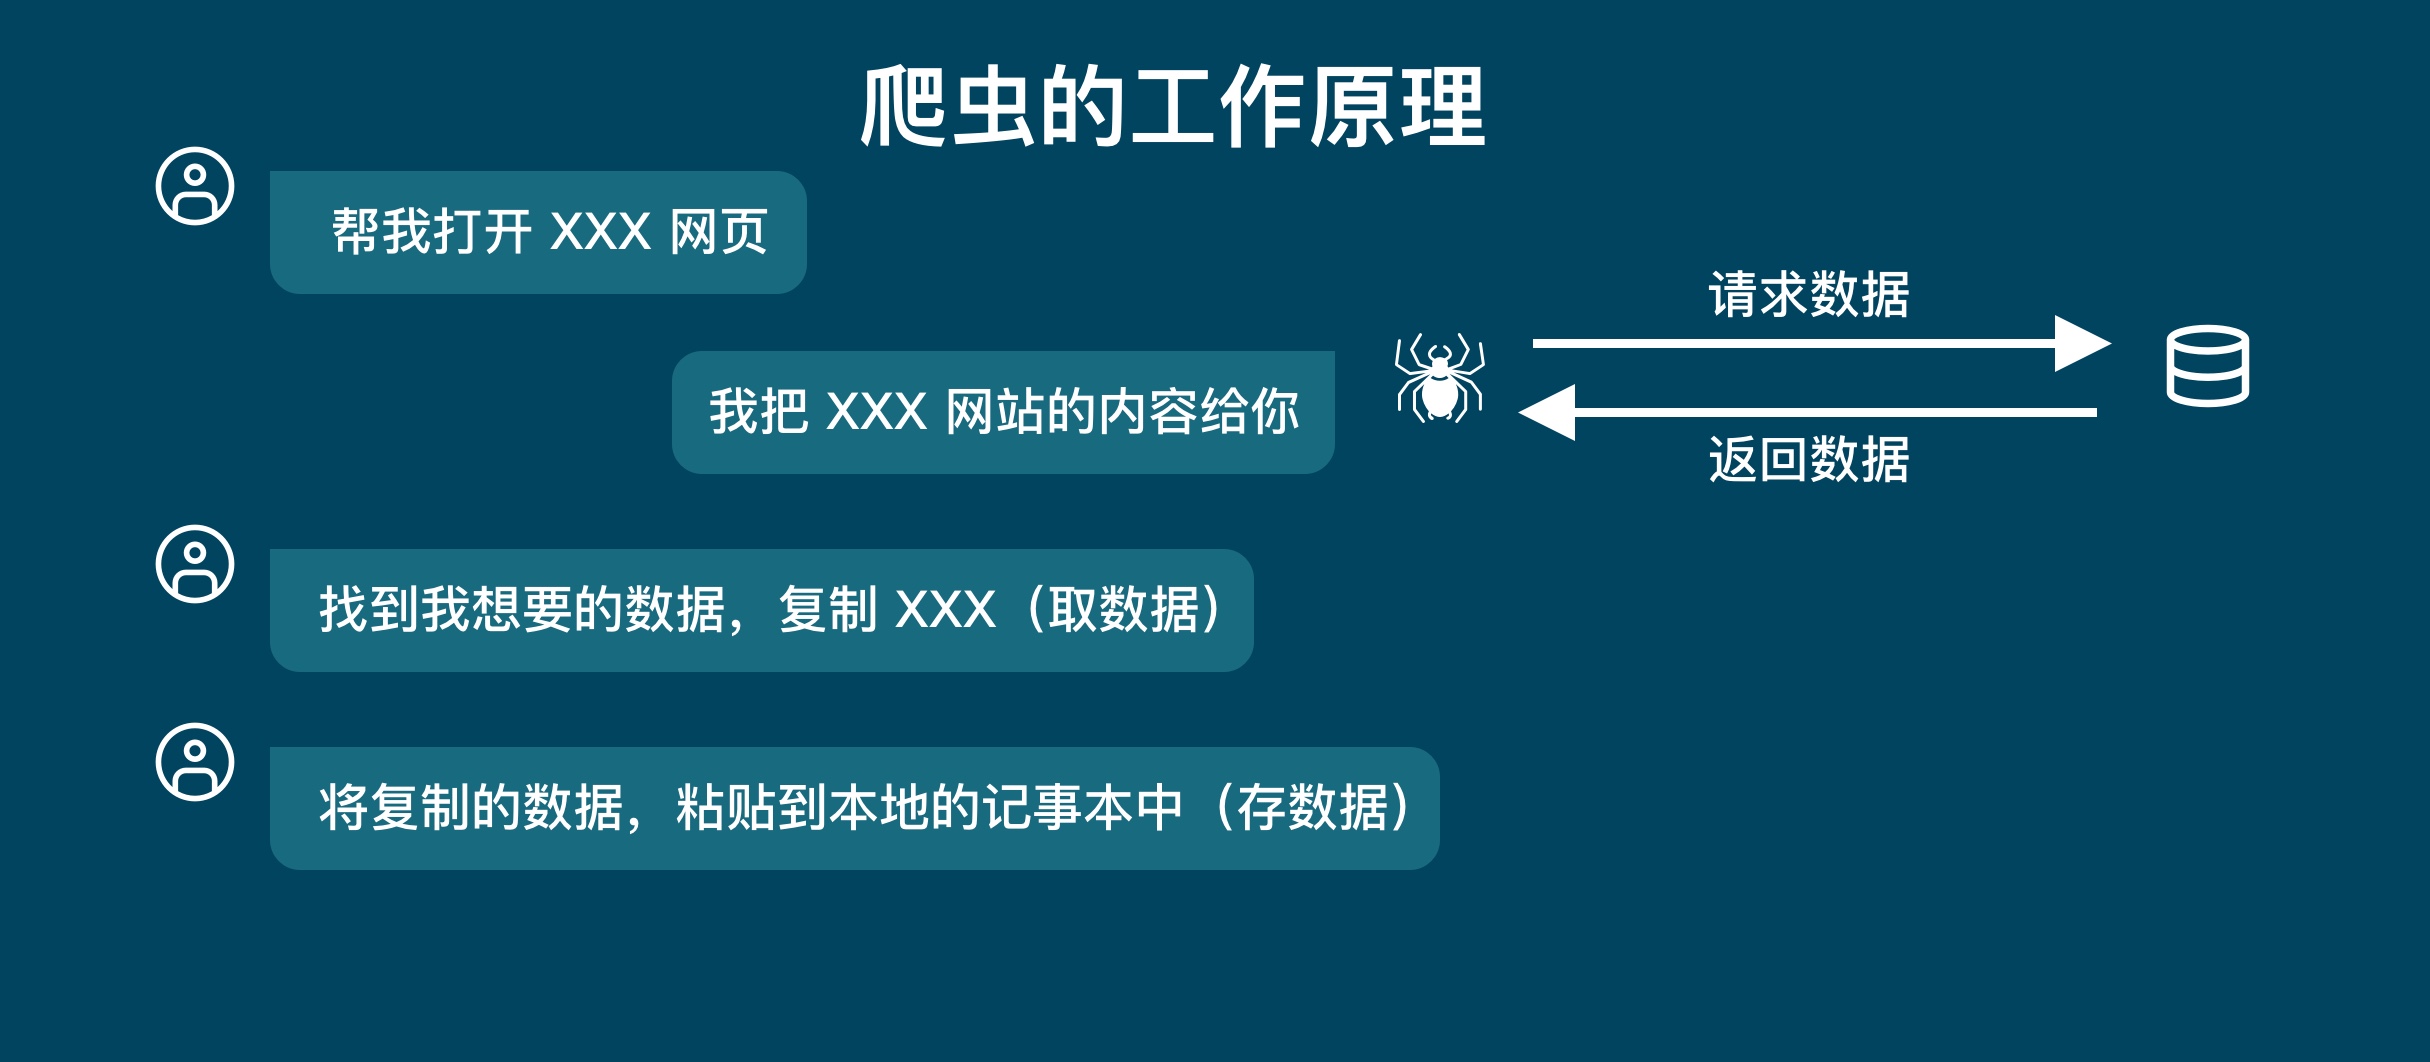 爬虫的工作原理
帮我打开 XXX 网页
请求数据
我把 XXX 网站的内容给你
返回数据
找到我想要的数据，复制 XXX（取数据）
将复制的数据，粘贴到本地的记事本中（存数据）